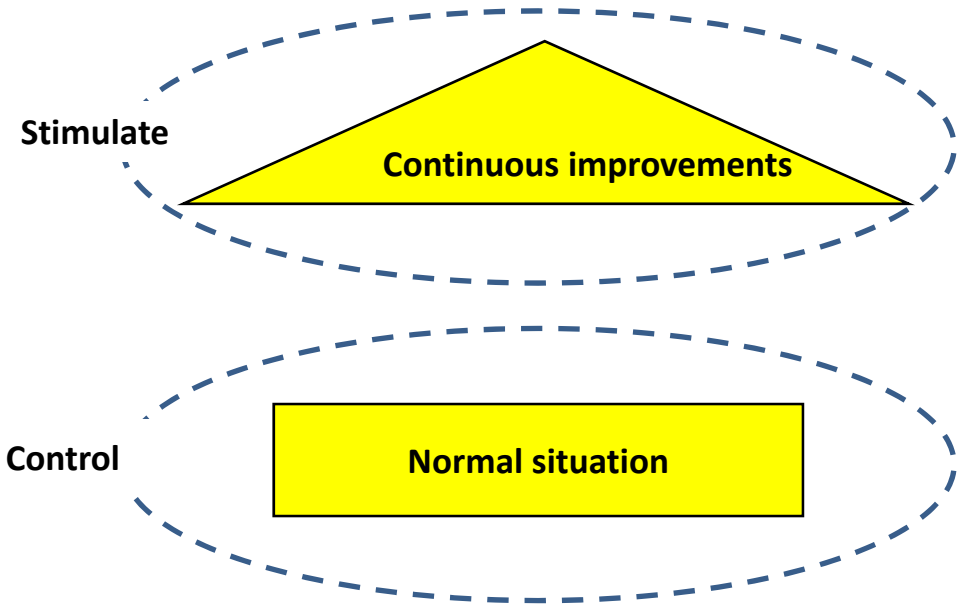 Stimulate
Continuous improvements
Control
Normal situation